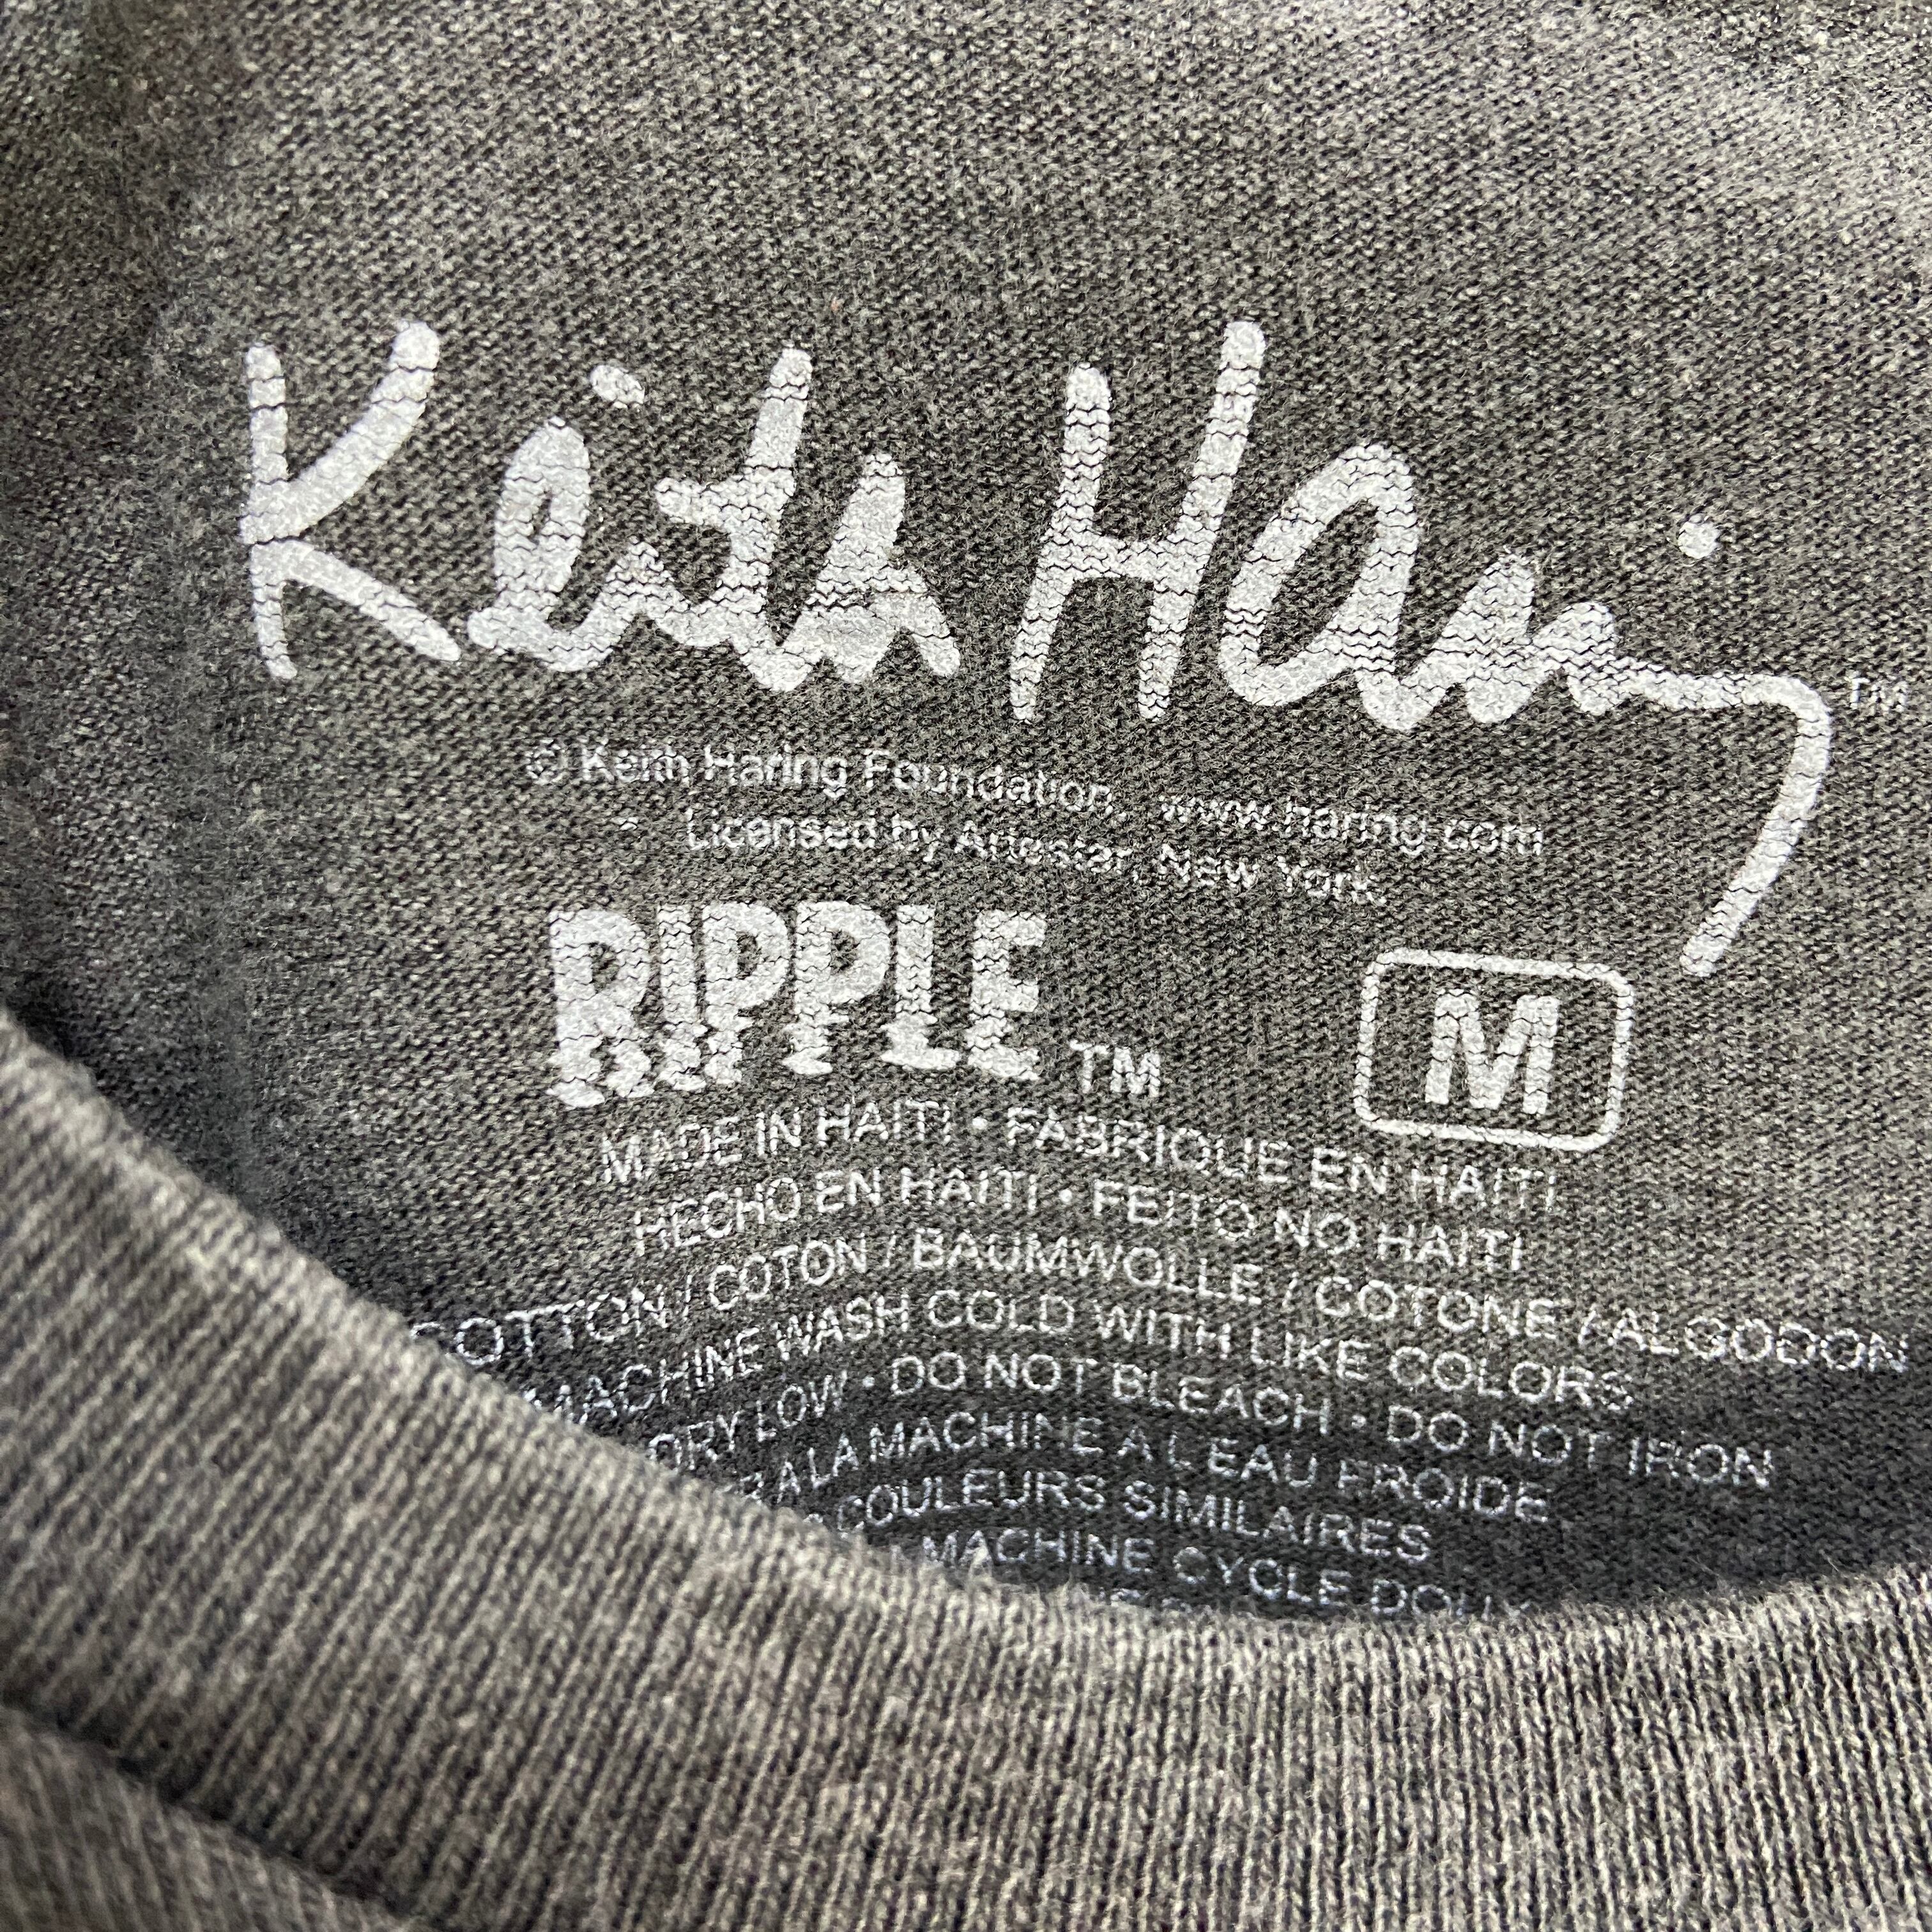 Keith Haring TM
© Keith Haring Foundation, www.haring.com
Licensed by Artestar, New York
RIPPLE TM M
MADE IN HAITI • FABRIQUE EN HAITI
HECHO EN HAITI • FEITO NO HAITI
COTTON / COTON / BAUMWOLLE / COTONE / ALGODON
MACHINE WASH COLD WITH LIKE COLORS
DRY LOW • DO NOT BLEACH • DO NOT IRON
A LA MACHINE A L EAU FROIDE
COULEURS SIMILAIRES
MACHINE CYCLE